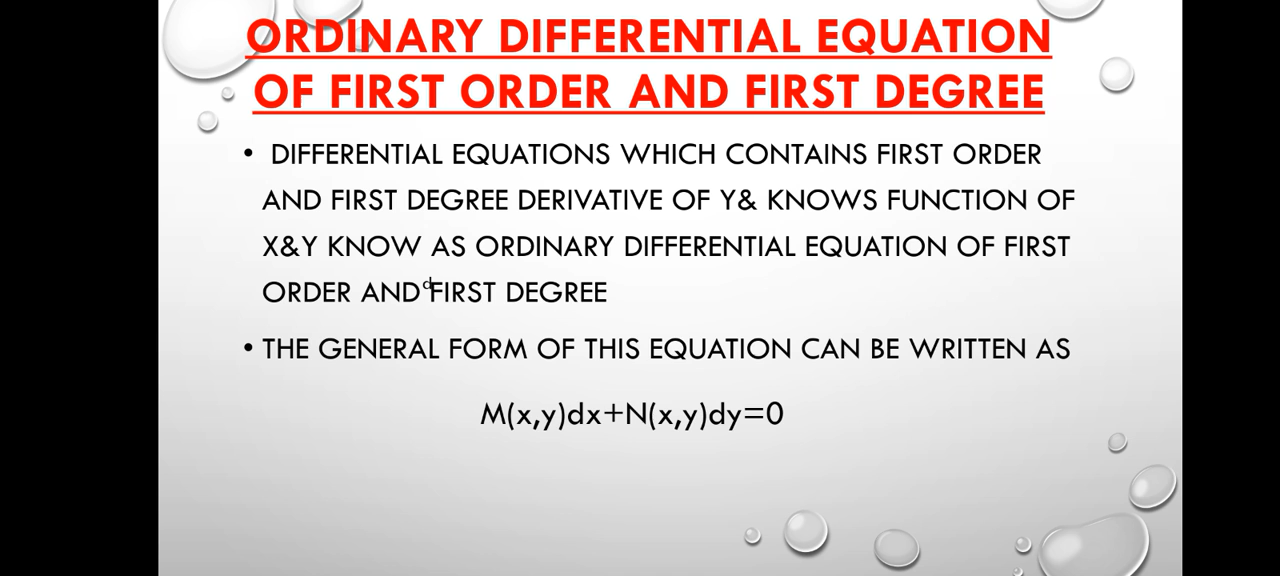 ORDINARY DIFFERENTIAL EQUATION
OF FIRST ORDER AND FIRST DEGREE
• DIFFERENTIAL EQUATIONS WHICH CONTAINS FIRST ORDER
AND FIRST DEGREE DERIVATIVE OF Y& KNOWS FUNCTION OF
X&Y KNOW AS ORDINARY DIFFERENTIAL EQUATION OF FIRST
ORDER AND d FIRST DEGREE
• THE GENERAL FORM OF THIS EQUATION CAN BE WRITTEN AS
M(x,y)dx+N(x,y)dy=0